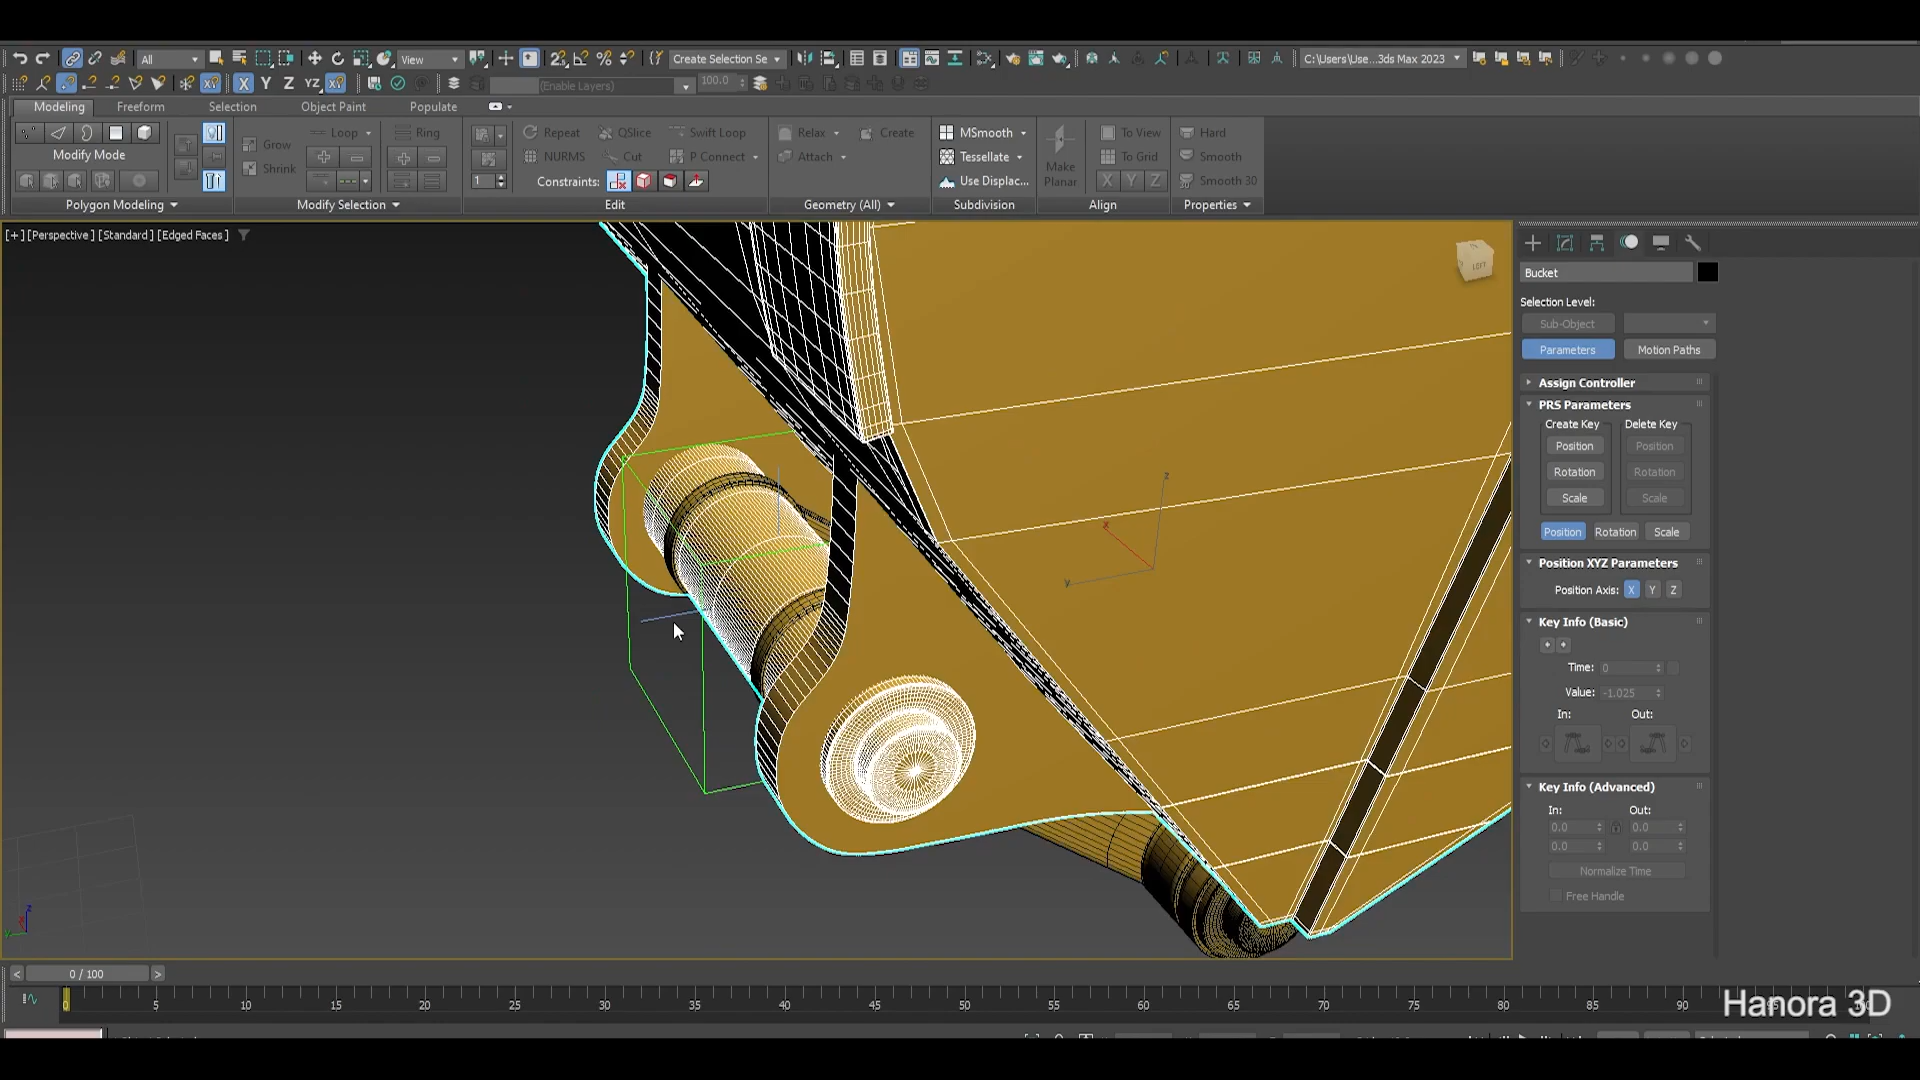 All
View
Create Selection Se
C:\Users\Use...3ds Max 2023
X Y Z YZ XY
(Enable Layers)
100.0
Modeling Freeform Selection Object Paint Populate
Loop Ring Repeat QSlice Swift Loop Relax Create MSmooth To View Hard
Grow
Modify Mode NURMS Cut P Connect Attach Tessellate To Grid Smooth
Shrink Make Planar
1 Constraints: Use Displac... X Y Z Smooth 30
Polygon Modeling Modify Selection Edit Geometry (All) Subdivision Align Properties
[+] [Perspective] [Standard] [Edged Faces]
LEFT
Bucket
Selection Level:
Sub-Object
Parameters Motion Paths
Assign Controller
PRS Parameters
Create Key Delete Key
Position Position
Rotation Rotation
Scale Scale
Position Rotation Scale
Position XYZ Parameters
Position Axis: X Y Z
Key Info (Basic)
Time: 0
Value: -1.025
In: Out:
Key Info (Advanced)
In: Out:
0.0 0.0
0.0 0.0
Normalize Time
Free Handle
z
x
y
z
x
y
< 0 / 100 >
0 5 10 15 20 25 30 35 40 45 50 55 60 65 70 75 80 85 90
Hanora 3D